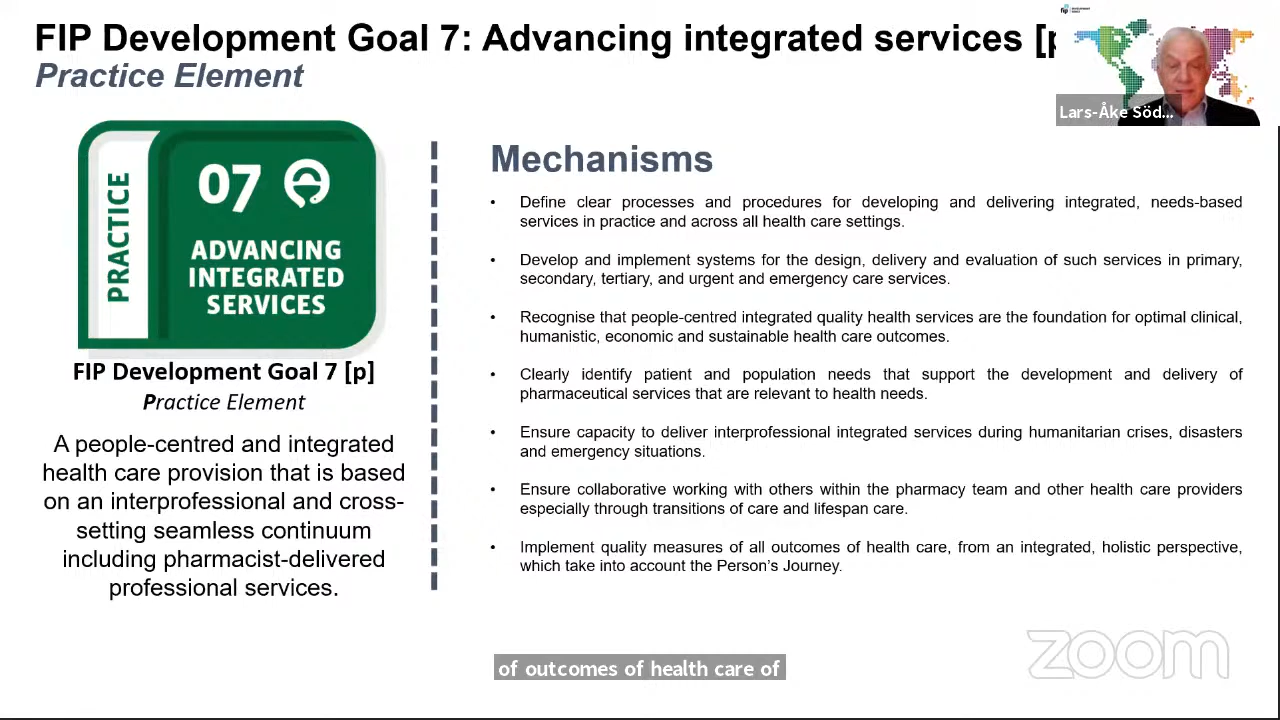 FIP Development Goal 7: Advancing integrated services [p
Practice Element
Lars-Åke Söd...
PRACTICE
07
ADVANCING
INTEGRATED
SERVICES
FIP Development Goal 7 [p]
Practice Element
A people-centred and integrated
health care provision that is based
on an interprofessional and cross-
setting seamless continuum
including pharmacist-delivered
professional services.
Mechanisms
• Define clear processes and procedures for developing and delivering integrated, needs-based
services in practice and across all health care settings.
• Develop and implement systems for the design, delivery and evaluation of such services in primary,
secondary, tertiary, and urgent and emergency care services.
• Recognise that people-centred integrated quality health services are the foundation for optimal clinical,
humanistic, economic and sustainable health care outcomes.
• Clearly identify patient and population needs that support the development and delivery of
pharmaceutical services that are relevant to health needs.
• Ensure capacity to deliver interprofessional integrated services during humanitarian crises, disasters
and emergency situations.
• Ensure collaborative working with others within the pharmacy team and other health care providers
especially through transitions of care and lifespan care.
• Implement quality measures of all outcomes of health care, from an integrated, holistic perspective,
which take into account the Person's Journey.
zoom
of outcomes of health care of